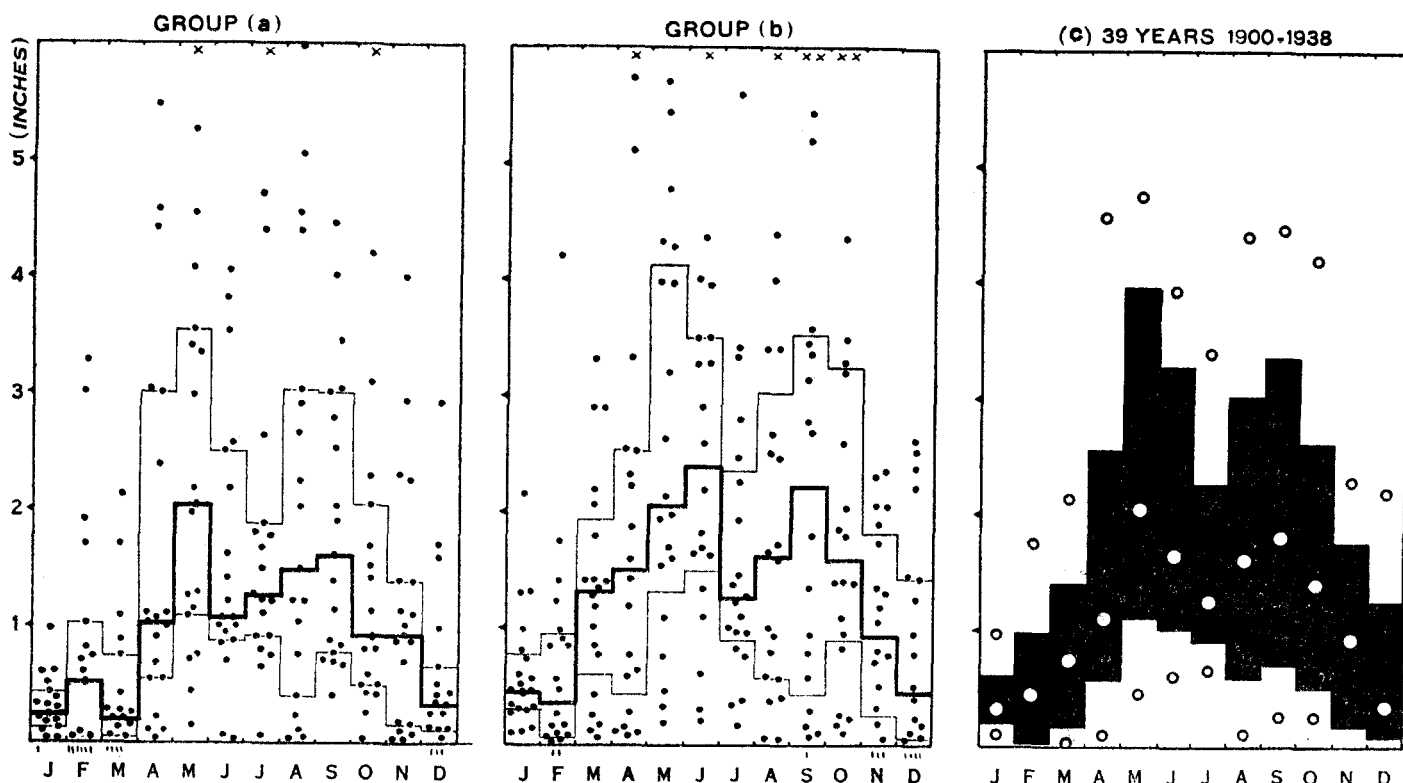 GROUP (a)
GROUP (b)
(C) 39 YEARS 1900-1938
(INCHES)
5
4
3
2
1
J F M A M J J A S O N D
J F M A M J J A S O N D
J F M A M J J A S O N D